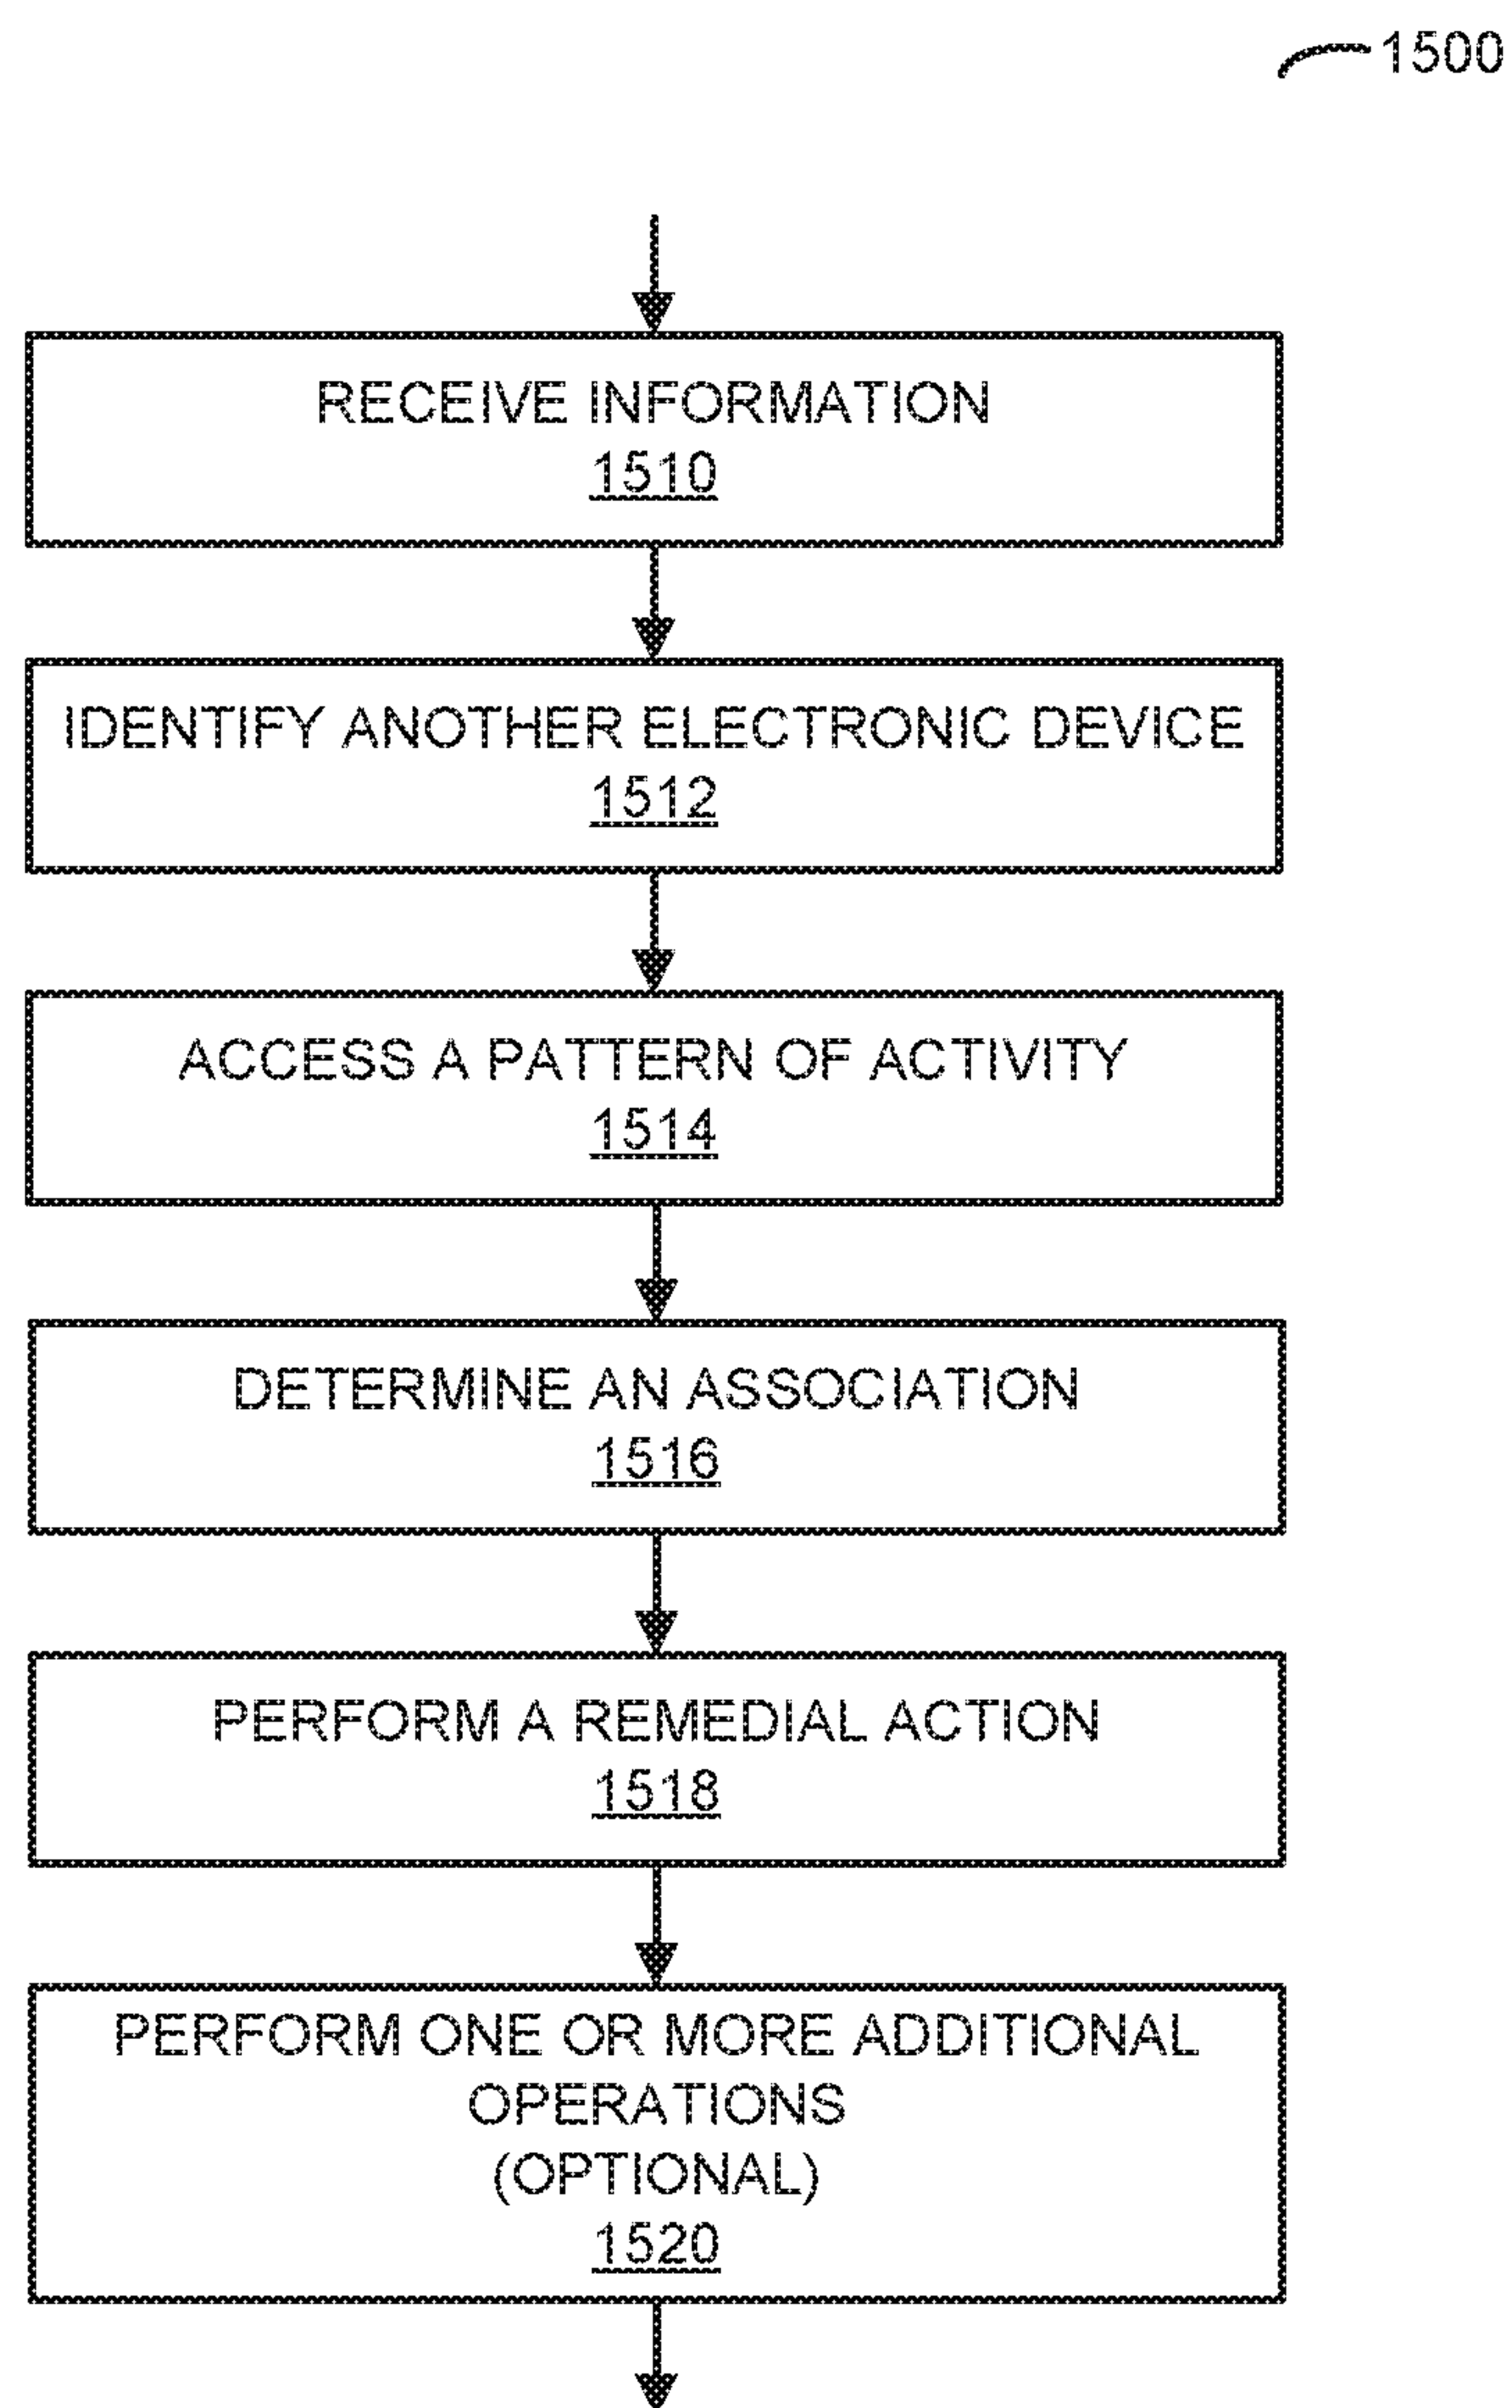 1500
RECEIVE INFORMATION
1510
IDENTIFY ANOTHER ELECTRONIC DEVICE
1512
ACCESS A PATTERN OF ACTIVITY
1514
DETERMINE AN ASSOCIATION
1516
PERFORM A REMEDIAL ACTION
1518
PERFORM ONE OR MORE ADDITIONAL
OPERATIONS
(OPTIONAL)
1520